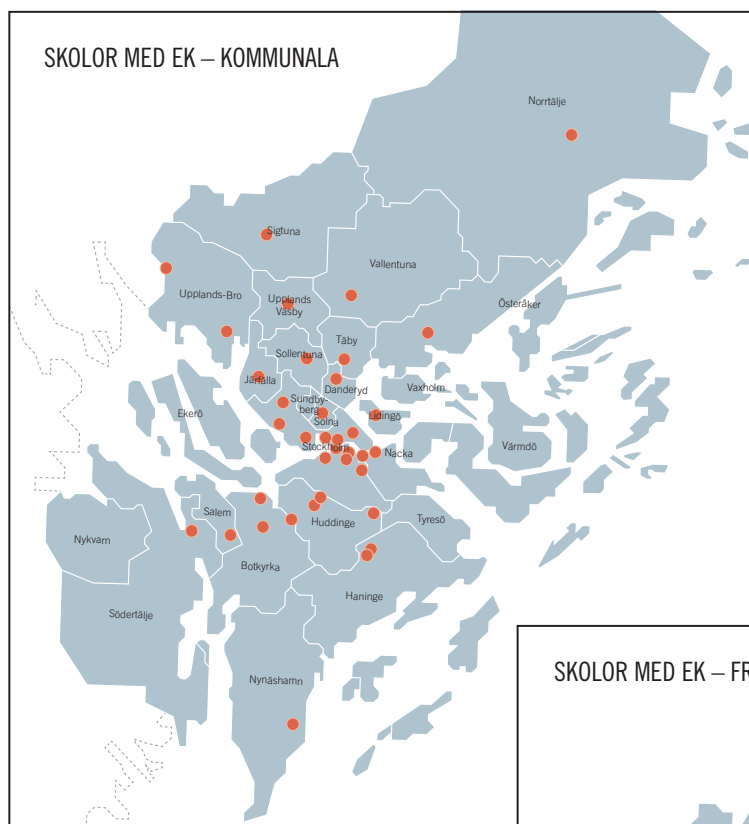 SKOLOR MED EK – KOMMUNALA
Norrtälje
Sigtuna
Vallentuna
Upplands-Bro
Upplands
Väsby
Österåker
Täby
Sollentuna
Järfälla
Danderyd
Vaxholm
Sundby-
berg
Ekerö
Lidingö
Solna
Stockholm
Nacka
Värmdö
Salem
Huddinge
Tyresö
Nykvarn
Botkyrka
Haninge
Södertälje
SKOLOR MED EK – FR
Nynäshamn